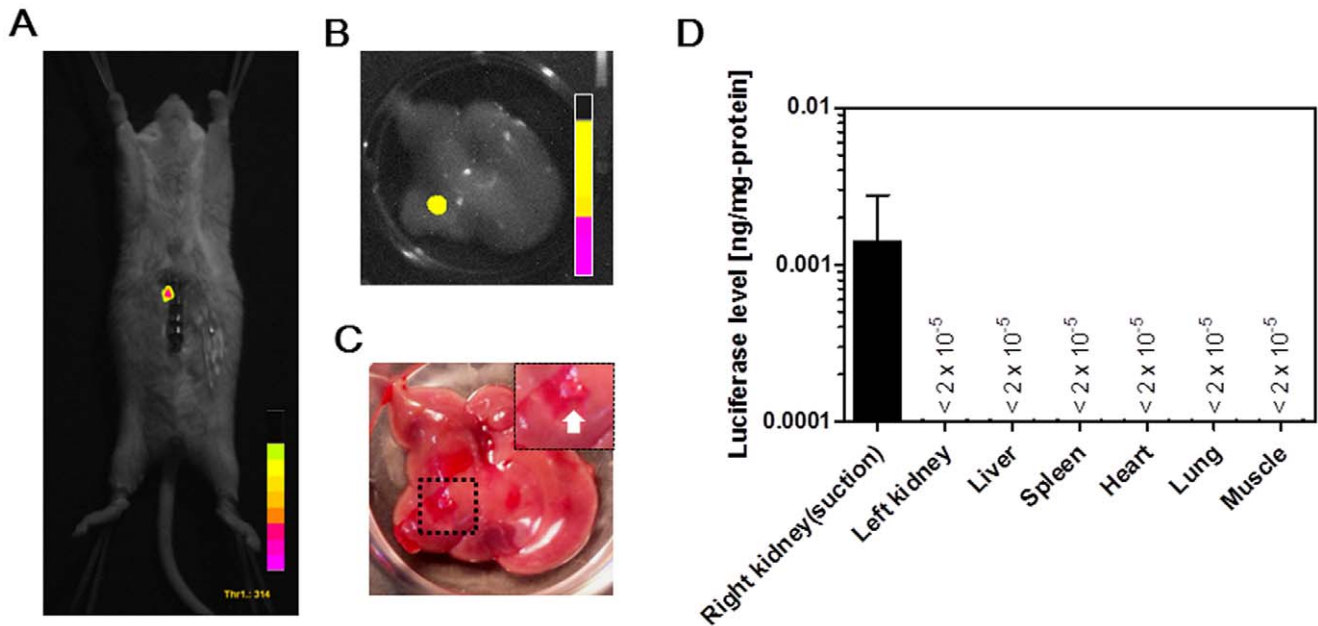 A
B
C
D
Thr1.: 314
Luciferase level [ng/mg-protein]
0.01
0.001
0.0001
< 2 x 10⁻⁵
< 2 x 10⁻⁵
< 2 x 10⁻⁵
< 2 x 10⁻⁵
< 2 x 10⁻⁵
< 2 x 10⁻⁵
Right kidney(suction)
Left kidney
Liver
Spleen
Heart
Lung
Muscle